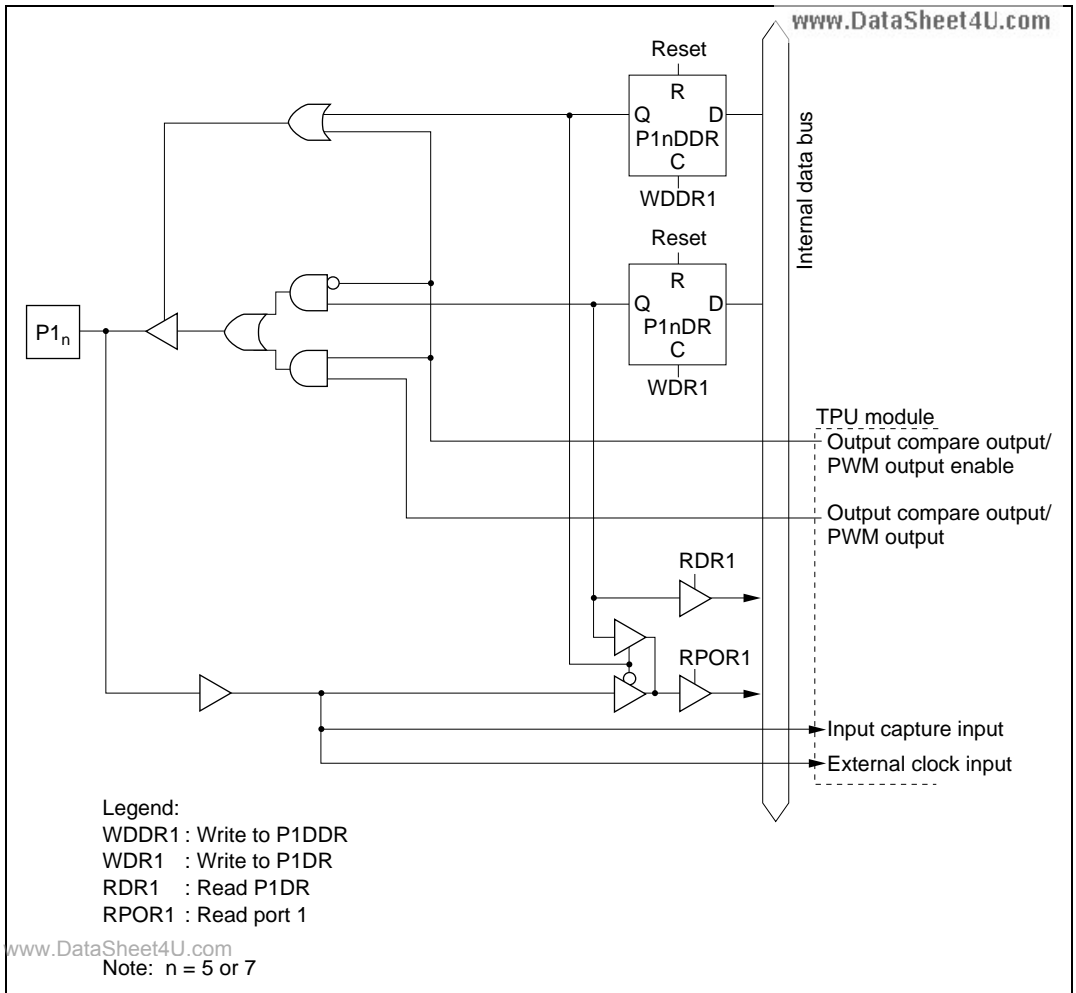 www.DataSheet4U.com
Reset
R
Q D
P1nDDR
C
WDDR1
Internal data bus
Reset
R
Q D
P1nDR
C
WDR1
P1n
TPU module
Output compare output/
PWM output enable
Output compare output/
PWM output
RDR1
RPOR1
Input capture input
External clock input
Legend:
WDDR1 : Write to P1DDR
WDR1 : Write to P1DR
RDR1 : Read P1DR
RPOR1 : Read port 1
www.DataSheet4U.com
Note: n = 5 or 7